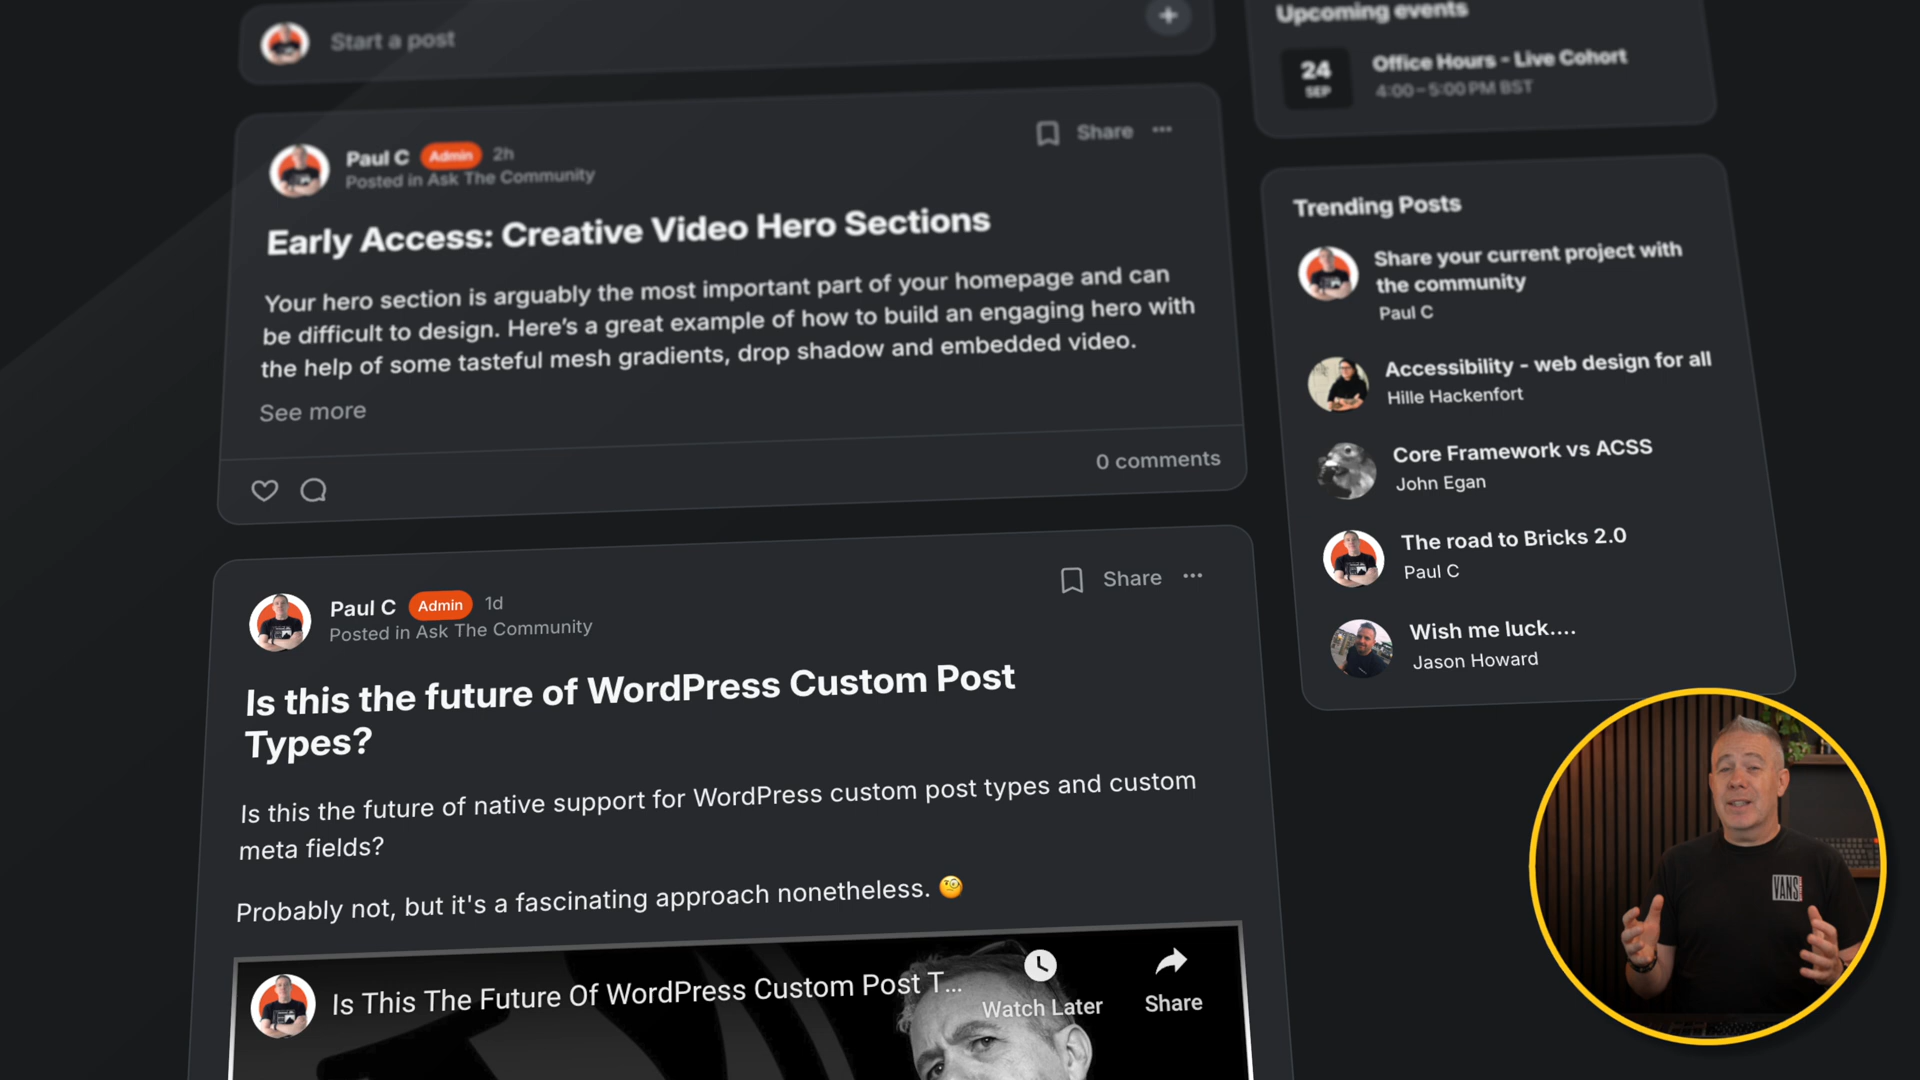 Start a post
Paul C Admin 2h
Posted in Ask The Community
Share
Early Access: Creative Video Hero Sections
Your hero section is arguably the most important part of your homepage and can
be difficult to design. Here's a great example of how to build an engaging hero with
the help of some tasteful mesh gradients, drop shadow and embedded video.
See more
0 comments
Paul C Admin 1d
Posted in Ask The Community
Share
Is this the future of WordPress Custom Post
Types?
Is this the future of native support for WordPress custom post types and custom
meta fields?
Probably not, but it's a fascinating approach nonetheless. 🧐
Is This The Future Of WordPress Custom Post T...
Watch Later
Share
Upcoming events
24
SEP
Office Hours - Live Cohort
4:00 – 5:00 PM BST
Trending Posts
Share your current project with
the community
Paul C
Accessibility - web design for all
Hille Hackenfort
Core Framework vs ACSS
John Egan
The road to Bricks 2.0
Paul C
Wish me luck....
Jason Howard
VANS